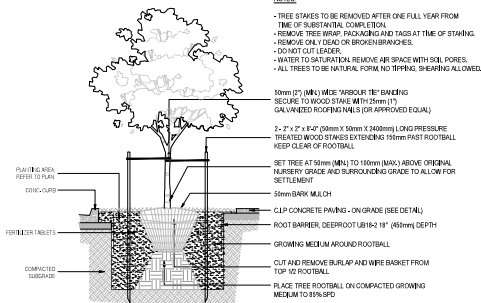 NOTES:
- TREE STAKES TO BE REMOVED AFTER ONE FULL YEAR FROM
TIME OF SUBSTANTIAL COMPLETION.
- REMOVE TREE WRAP, PACKAGING AND TAGS AT TIME OF STAKING.
- REMOVE ONLY DEAD OR BROKEN BRANCHES.
- DO NOT CUT LEADER.
- WATER TO SATURATION. REMOVE AIR SPACE WITH SOIL PORES.
- ALL TREES TO BE NATURAL FORM, NO TIPPING, SHEARING ALLOWED.
50mm (2") (MIN.) WIDE "ARBOUR TIE" BANDING
SECURE TO WOOD STAKE WITH 25mm (1")
GALVANIZED ROOFING NAILS (OR APPROVED EQUAL)
2 - 2" x 2" x 8'-0" (50mm X 50mm X 2400mm) LONG PRESSURE
TREATED WOOD STAKES EXTENDING 150mm PAST ROOTBALL
KEEP CLEAR OF ROOTBALL
SET TREE AT 50mm (MIN.) TO 100mm (MAX.) ABOVE ORIGINAL
NURSERY GRADE AND SURROUNDING GRADE TO ALLOW FOR
SETTLEMENT
50mm BARK MULCH
C.I.P CONCRETE PAVING - ON GRADE (SEE DETAIL)
ROOT BARRIER, DEEPROOT UB18-2 18" (450mm) DEPTH
GROWING MEDIUM AROUND ROOTBALL
CUT AND REMOVE BURLAP AND WIRE BASKET FROM
TOP 1/2 ROOTBALL
PLACE TREE ROOTBALL ON COMPACTED GROWING
MEDIUM TO 85% SPD
PLANTING AREA,
REFER TO PLAN
CONC. CURB
FERTILIZER TABLETS
COMPACTED
SUBGRADE